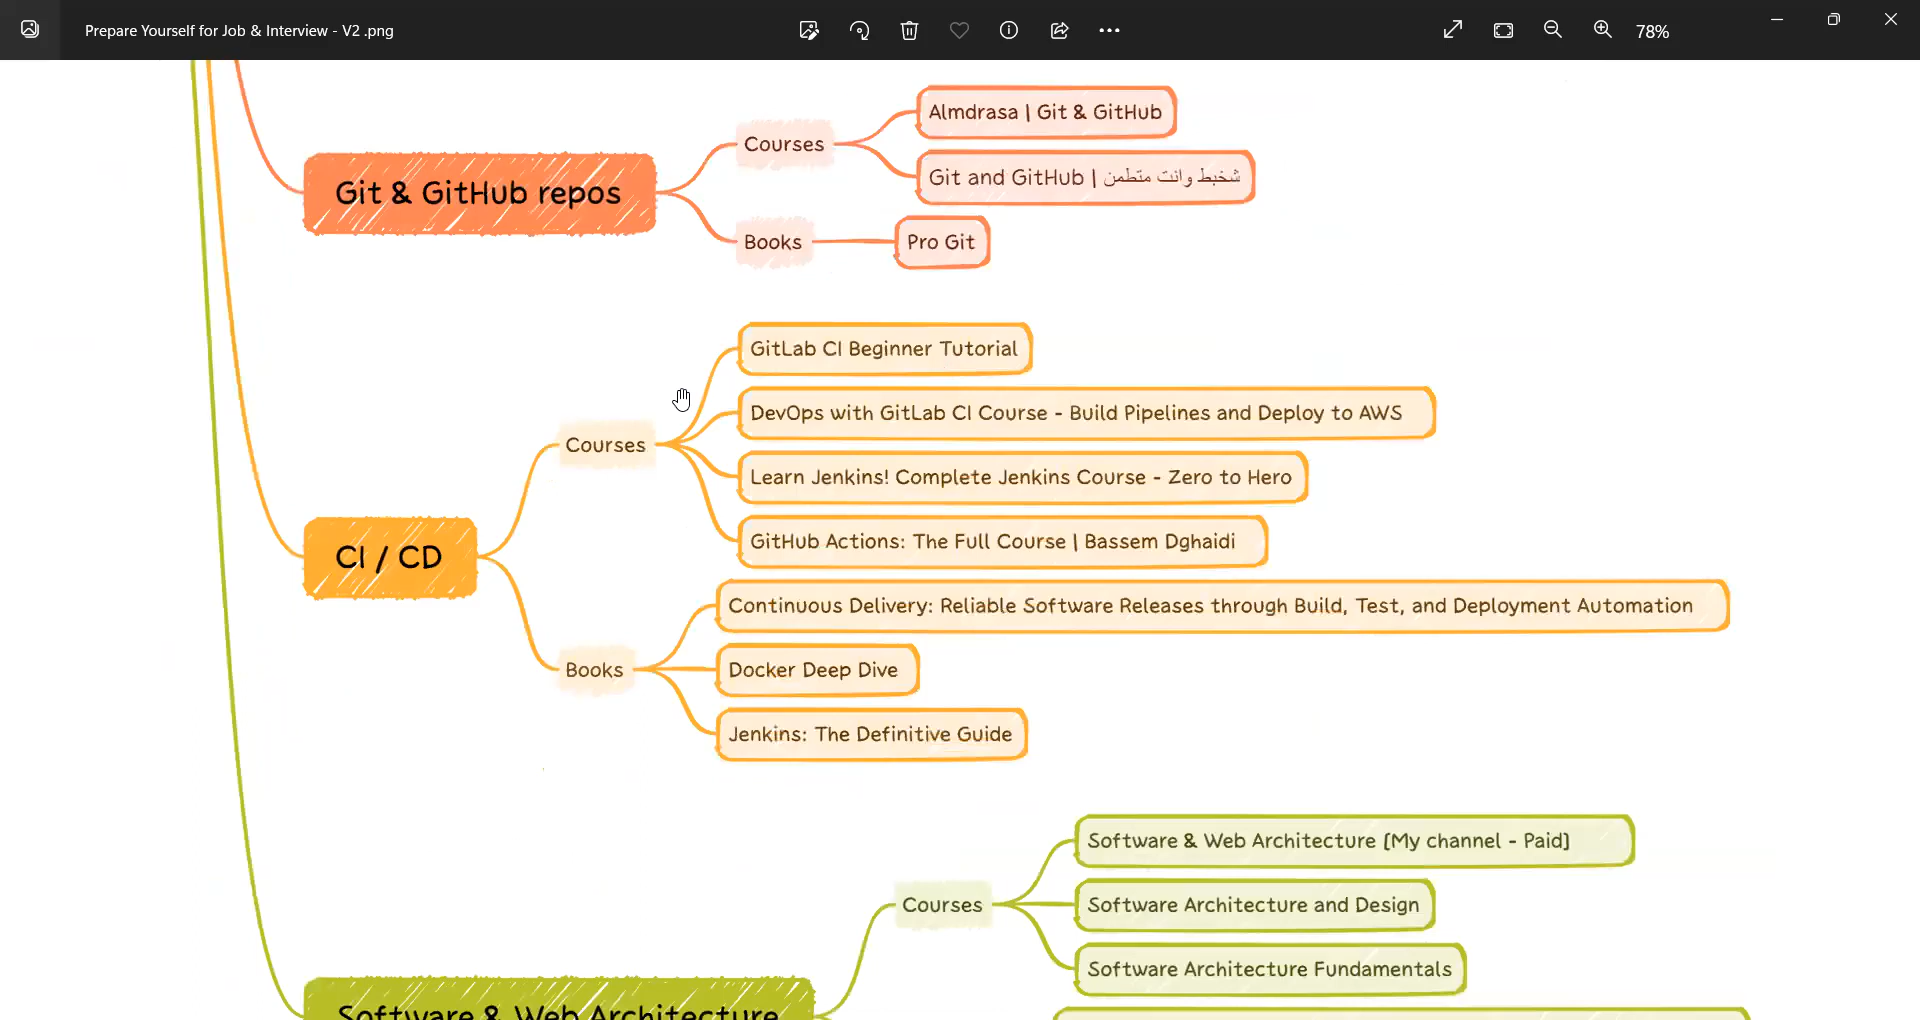 Prepare Yourself for Job & Interview - V2 .png
78%
Git & GitHub repos
Courses
Almdrasa | Git & GitHub
Git and GitHub | شخبط وانت متطمن
Books
Pro Git
CI / CD
Courses
GitLab CI Beginner Tutorial
DevOps with GitLab CI Course - Build Pipelines and Deploy to AWS
Learn Jenkins! Complete Jenkins Course - Zero to Hero
GitHub Actions: The Full Course | Bassem Dghaidi
Books
Continuous Delivery: Reliable Software Releases through Build, Test, and Deployment Automation
Docker Deep Dive
Jenkins: The Definitive Guide
Software & Web Architecture
Courses
Software & Web Architecture [My channel - Paid]
Software Architecture and Design
Software Architecture Fundamentals